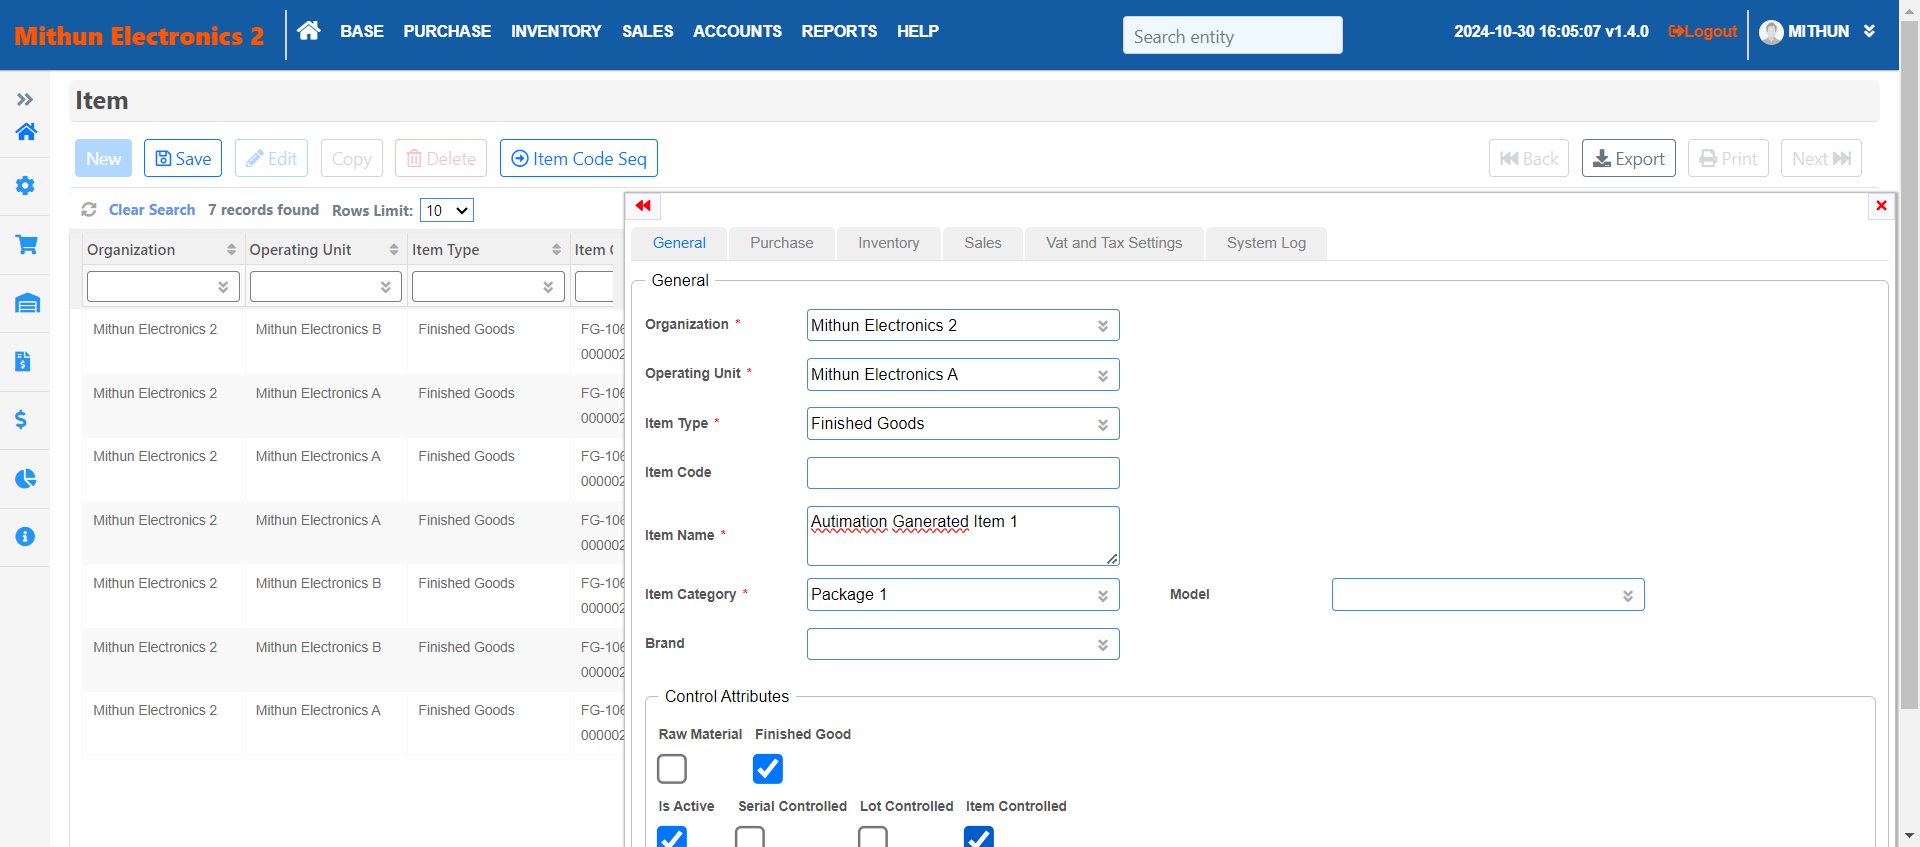 Mithun Electronics 2
BASE PURCHASE INVENTORY SALES ACCOUNTS REPORTS HELP
Search entity
2024-10-30 16:05:07 v1.4.0
Logout
MITHUN
Item
New Save Edit Copy Delete Item Code Seq
Back Export Print Next
Clear Search 7 records found Rows Limit: 10
Organization Operating Unit Item Type Item C
Mithun Electronics 2 Mithun Electronics B Finished Goods FG-106
000002
Mithun Electronics 2 Mithun Electronics A Finished Goods FG-106
000002
Mithun Electronics 2 Mithun Electronics A Finished Goods FG-106
000002
Mithun Electronics 2 Mithun Electronics A Finished Goods FG-106
000002
Mithun Electronics 2 Mithun Electronics B Finished Goods FG-106
000002
Mithun Electronics 2 Mithun Electronics B Finished Goods FG-106
000002
Mithun Electronics 2 Mithun Electronics A Finished Goods FG-106
000002
General Purchase Inventory Sales Vat and Tax Settings System Log
General
Organization * Mithun Electronics 2
Operating Unit * Mithun Electronics A
Item Type * Finished Goods
Item Code
Item Name * Autimation Ganerated Item 1
Item Category * Package 1 Model
Brand
Control Attributes
Raw Material Finished Good
Is Active Serial Controlled Lot Controlled Item Controlled